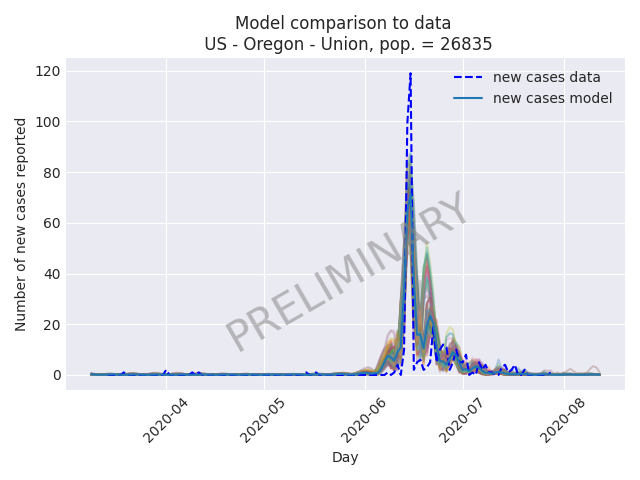 Model comparison to data
US - Oregon - Union, pop. = 26835
new cases data
new cases model
PRELIMINARY
Number of new cases reported
120
100
80
60
40
20
0
2020-04
2020-05
2020-06
2020-07
2020-08
Day